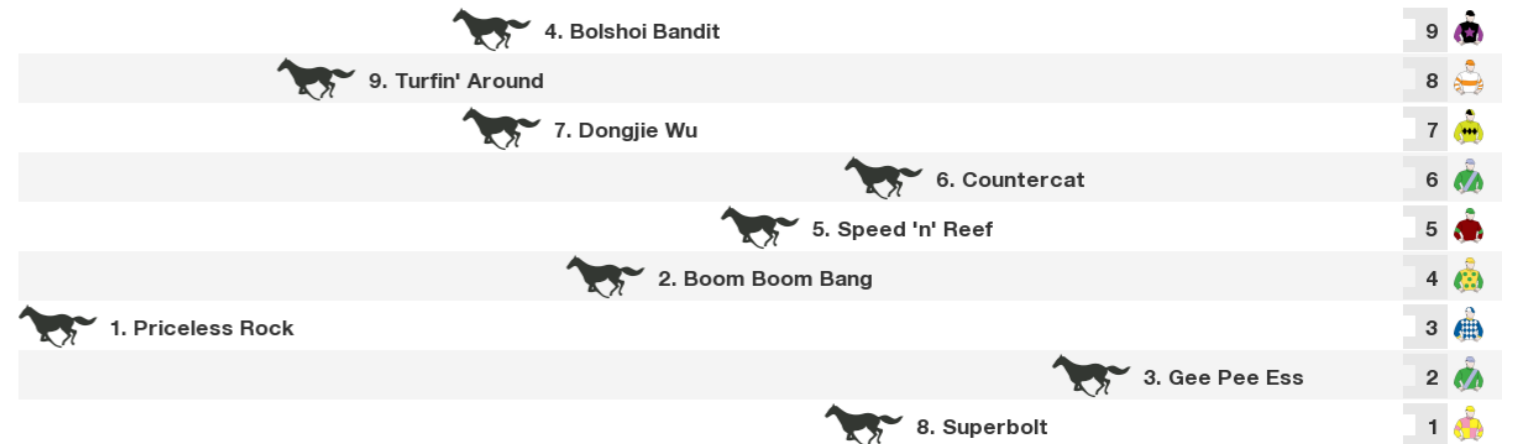 4. Bolshoi Bandit 9
9. Turfin' Around 8
7. Dongjie Wu 7
6. Countercat 6
5. Speed 'n' Reef 5
2. Boom Boom Bang 4
1. Priceless Rock 3
3. Gee Pee Ess 2
8. Superbolt 1